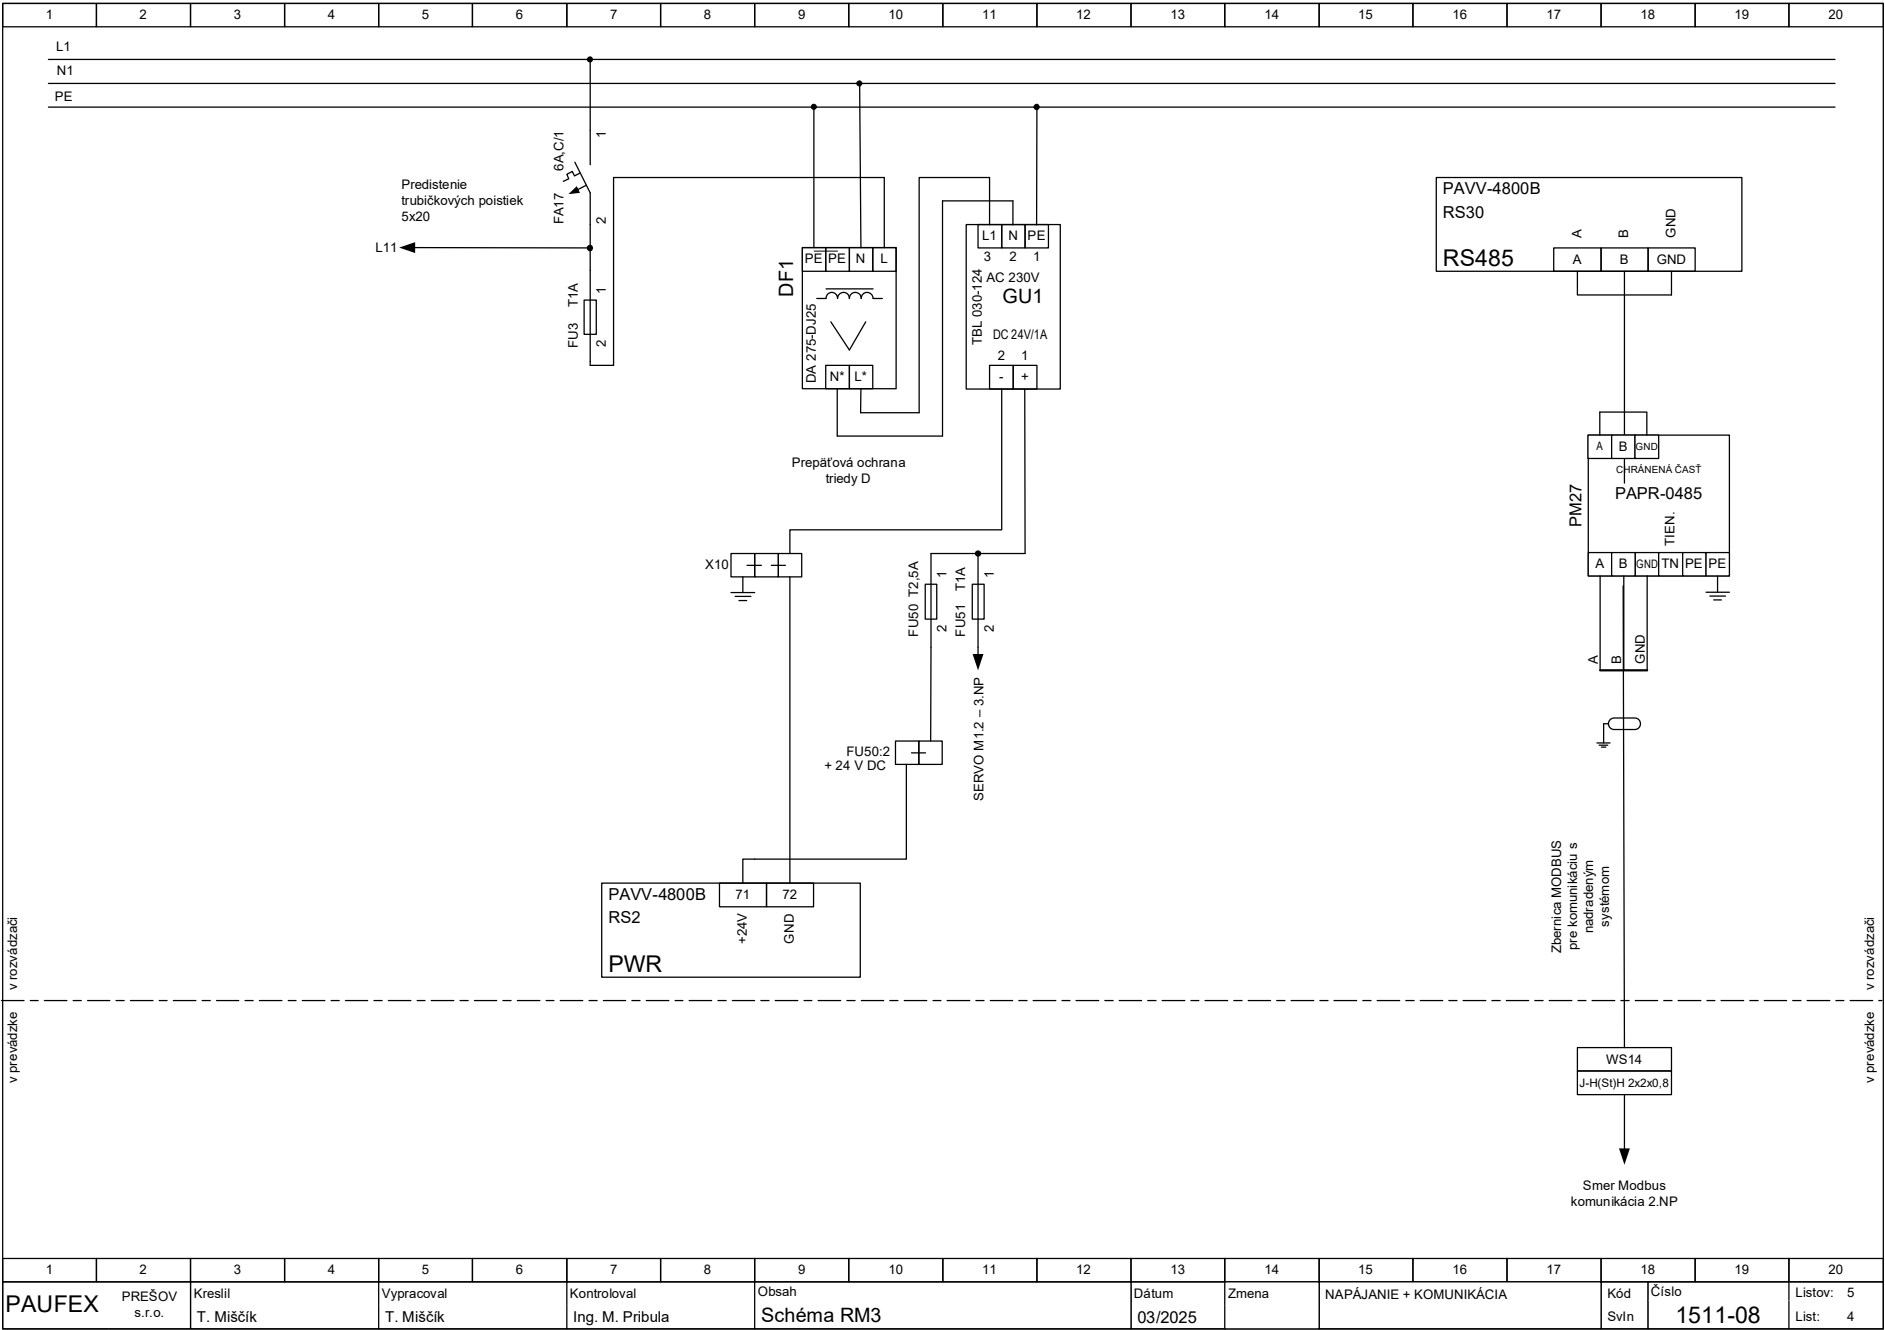 1 2 3 4 5 6 7 8 9 10 11 12 13 14 15 16 17 18 19 20
L1
N1
PE
Predistenie
trubičkových poistiek
5x20
L11
FA17 6A,C/1
1
2
FU3 T1A
1
2
DF1
PE PE N L
DA 275-DJ25
N* L*
Prepäťová ochrana
triedy D
L1 N PE
3 2 1
AC 230V
GU1
TBL 030-124
DC 24V/1A
2 1
- +
X10
FU50 T2,5A
1
2
FU51 T1A
1
2
SERVO M1.2 – 3.NP
FU50:2
+ 24 V DC
PAVV-4800B
71 72
RS2
+24V
GND
PWR
PAVV-4800B
RS30
A
B
GND
RS485
A B GND
A B GND
CHRÁNENÁ ČASŤ
PAPR-0485
PM27
TIEN.
A B GND TN PE PE
A
B
GND
Zbernica MODBUS
pre komunikáciu s
nadradeným
systémom
v rozvádzači
v rozvádzači
v prevádzke
v prevádzke
WS14
J-H(St)H 2x2x0,8
Smer Modbus
komunikácia 2.NP
1 2 3 4 5 6 7 8 9 10 11 12 13 14 15 16 17 18 19 20
PAUFEX
PREŠOV
s.r.o.
Kreslil
T. Miščík
Vypracoval
T. Miščík
Kontroloval
Ing. M. Pribula
Obsah
Schéma RM3
Dátum
03/2025
Zmena
NAPÁJANIE + KOMUNIKÁCIA
Kód
SvIn
Číslo
1511-08
Listov: 5
List: 4